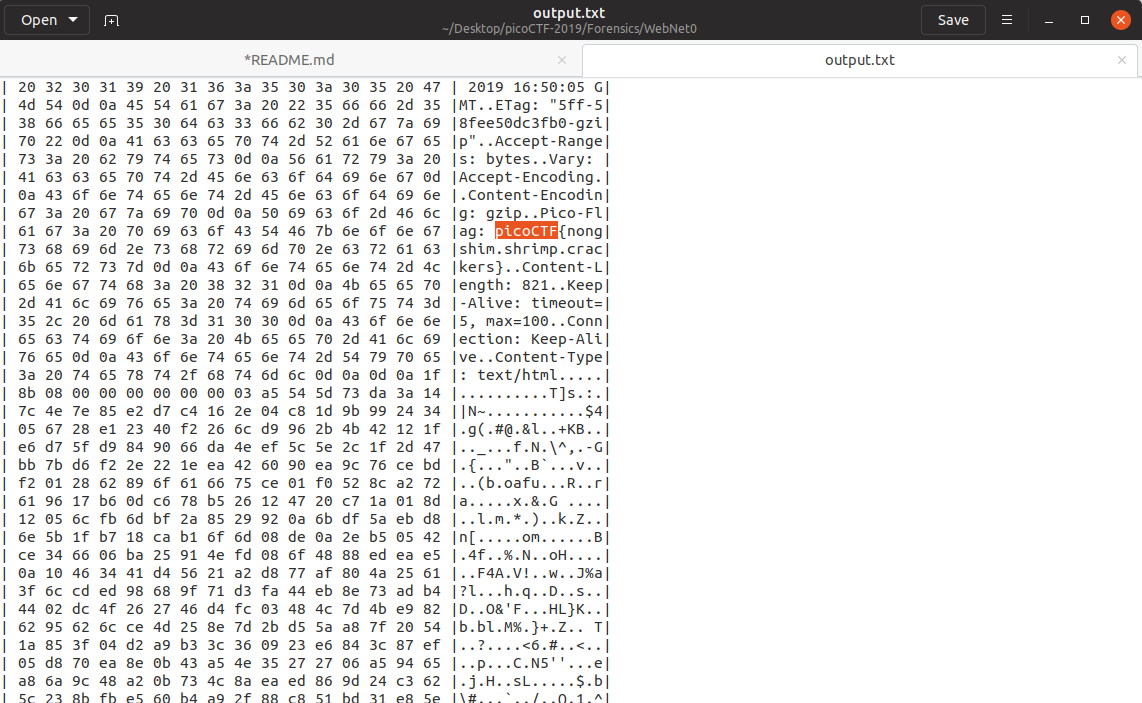 Open
output.txt
~/Desktop/picoCTF-2019/Forensics/WebNet0
Save
*README.md
output.txt
| 20 32 30 31 39 20 31 36 3a 35 30 3a 30 35 20 47 | 2019 16:50:05 G|
| 4d 54 0d 0a 45 54 61 67 3a 20 22 35 66 66 2d 35 |MT..ETag: "5ff-5|
| 38 66 65 65 35 30 64 63 33 66 62 30 2d 67 7a 69 |8fee50dc3fb0-gzi|
| 70 22 0d 0a 41 63 63 65 70 74 2d 52 61 6e 67 65 |p"..Accept-Range|
| 73 3a 20 62 79 74 65 73 0d 0a 56 61 72 79 3a 20 |s: bytes..Vary: |
| 41 63 63 65 70 74 2d 45 6e 63 6f 64 69 6e 67 0d |Accept-Encoding.|
| 0a 43 6f 6e 74 65 6e 74 2d 45 6e 63 6f 64 69 6e |.Content-Encodin|
| 67 3a 20 67 7a 69 70 0d 0a 50 69 63 6f 2d 46 6c |g: gzip..Pico-Fl|
| 61 67 3a 20 70 69 63 6f 43 54 46 7b 6e 6f 6e 67 |ag: picoCTF{nong|
| 73 68 69 6d 2e 73 68 72 69 6d 70 2e 63 72 61 63 |shim.shrimp.crac|
| 6b 65 72 73 7d 0d 0a 43 6f 6e 74 65 6e 74 2d 4c |kers}..Content-L|
| 65 6e 67 74 68 3a 20 38 32 31 0d 0a 4b 65 65 70 |ength: 821..Keep|
| 2d 41 6c 69 76 65 3a 20 74 69 6d 65 6f 75 74 3d |-Alive: timeout=|
| 35 2c 20 6d 61 78 3d 31 30 30 0d 0a 43 6f 6e 6e |5, max=100..Conn|
| 65 63 74 69 6f 6e 3a 20 4b 65 65 70 2d 41 6c 69 |ection: Keep-Ali|
| 76 65 0d 0a 43 6f 6e 74 65 6e 74 2d 54 79 70 65 |ve..Content-Type|
| 3a 20 74 65 78 74 2f 68 74 6d 6c 0d 0a 0d 0a 1f |: text/html.....|
| 8b 08 00 00 00 00 00 00 03 a5 54 5d 73 da 3a 14 |..........T]s.:.|
| 7c 4e 7e 85 e2 d7 c4 16 2e 04 c8 1d 9b 99 24 34 ||N~...........$4|
| 05 67 28 e1 23 40 f2 26 6c d9 96 2b 4b 42 12 1f |.g(.#@.&l..+KB..|
| e6 d7 5f d9 84 90 66 da 4e ef 5c 5e 2c 1f 2d 47 |.._...f.N.\^,.-G|
| bb 7b d6 f2 2e 22 1e ea 42 60 90 ea 9c 76 ce bd |.{..."..B`...v..|
| f2 01 28 62 89 6f 61 66 75 ce 01 f0 52 8c a2 72 |..(b.oafu...R..r|
| 61 96 17 b6 0d c6 78 b5 26 12 47 20 c7 1a 01 8d |a.....x.&.G ....|
| 12 05 6c fb 6d bf 2a 85 29 92 0a 6b df 5a eb d8 |..l.m.*.)..k.Z..|
| 6e 5b 1f b7 18 ca b1 6f 6d 08 de 0a 2e b5 05 42 |n[.....om......B|
| ce 34 66 06 ba 25 91 4e fd 08 6f 48 88 ed ea e5 |.4f..%.N..oH....|
| 0a 10 46 34 41 d4 56 21 a2 d8 77 af 80 4a 25 61 |..F4A.V!..w..J%a|
| 3f 6c cd ed 98 68 9f 71 d3 fa 44 eb 8e 73 ad b4 |?l...h.q..D..s..|
| 44 02 dc 4f 26 27 46 d4 fc 03 48 4c 7d 4b e9 82 |D..O&'F...HL}K..|
| 62 95 62 6c ce 4d 25 8e 7d 2b d5 5a a8 7f 20 54 |b.bl.M%.}+.Z.. T|
| 1a 85 3f 04 d2 a9 b3 3c 36 09 23 e6 84 3c 87 ef |..?....<6.#..<..|
| 05 d8 70 ea 8e 0b 43 a5 4e 35 27 27 06 a5 94 65 |..p...C.N5''...e|
| a8 6a 9c 48 a2 0b 73 4c 8a ea ed 86 9d 24 c3 62 |.j.H..sL.....$.b|
| 5c 23 8b fb e5 60 b4 a9 2f 88 c8 51 bd 31 e8 5e |\#...`../..Q.1.^|